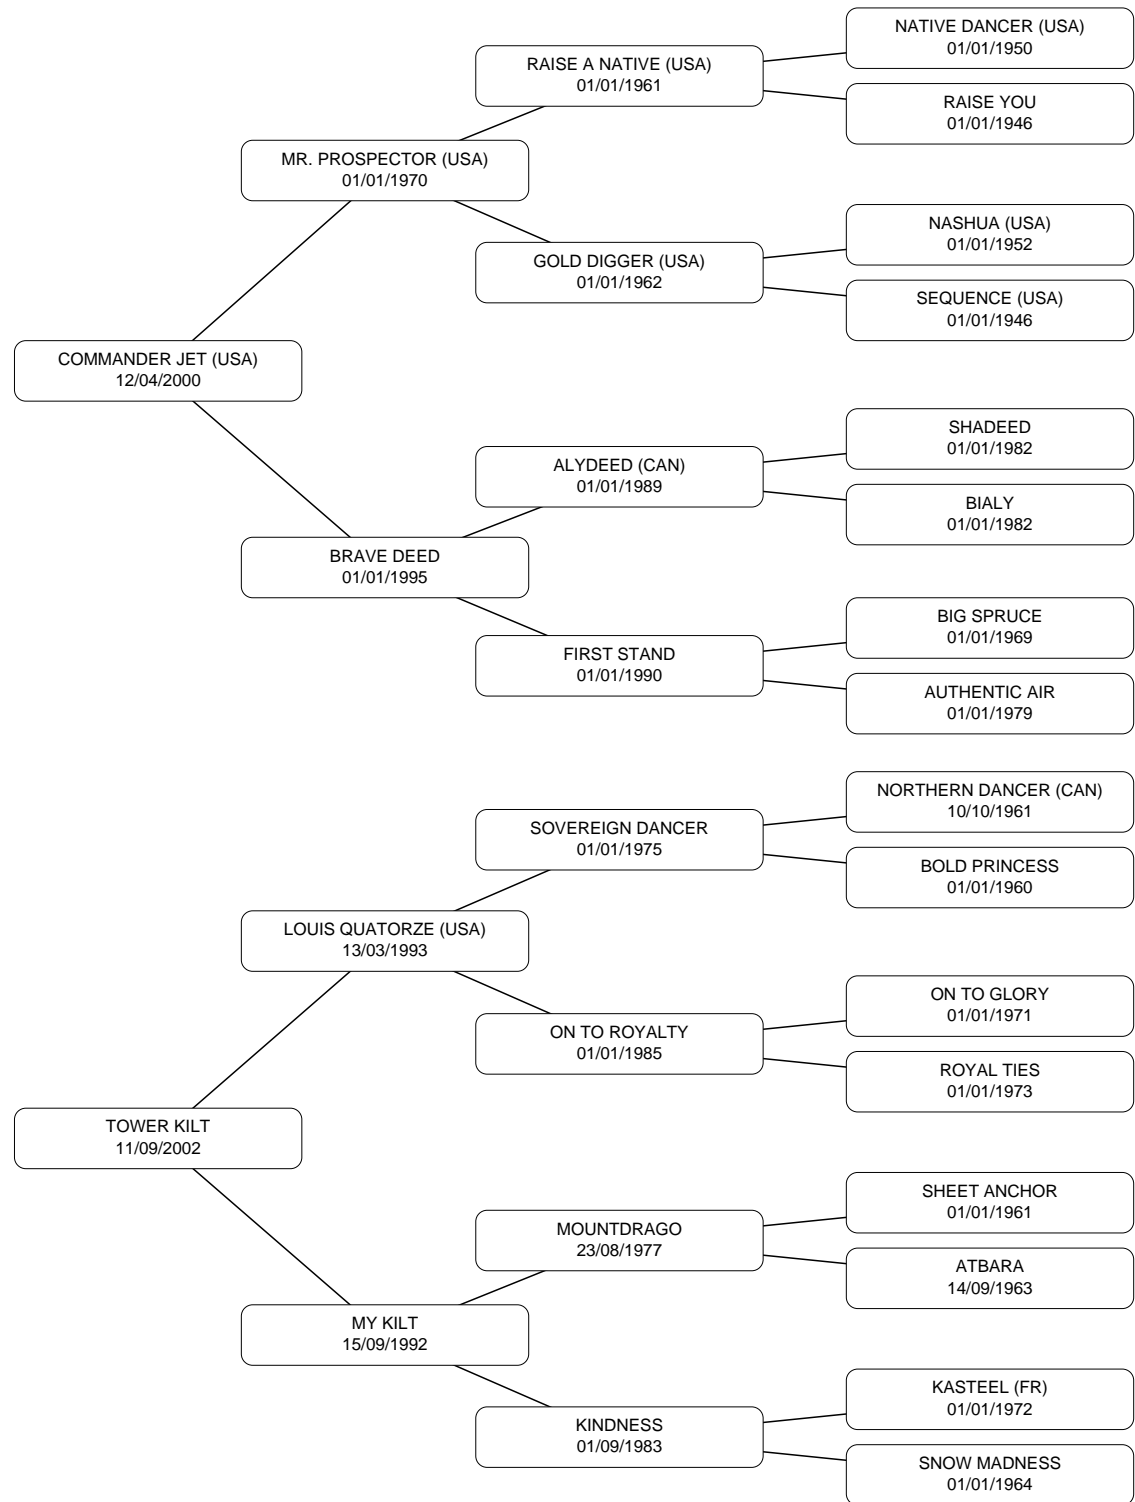 NATIVE DANCER (USA)
01/01/1950
RAISE A NATIVE (USA)
01/01/1961
RAISE YOU
01/01/1946
MR. PROSPECTOR (USA)
01/01/1970
NASHUA (USA)
01/01/1952
GOLD DIGGER (USA)
01/01/1962
SEQUENCE (USA)
01/01/1946
COMMANDER JET (USA)
12/04/2000
SHADEED
01/01/1982
ALYDEED (CAN)
01/01/1989
BIALY
01/01/1982
BRAVE DEED
01/01/1995
BIG SPRUCE
01/01/1969
FIRST STAND
01/01/1990
AUTHENTIC AIR
01/01/1979
NORTHERN DANCER (CAN)
10/10/1961
SOVEREIGN DANCER
01/01/1975
BOLD PRINCESS
01/01/1960
LOUIS QUATORZE (USA)
13/03/1993
ON TO GLORY
01/01/1971
ON TO ROYALTY
01/01/1985
ROYAL TIES
01/01/1973
TOWER KILT
11/09/2002
SHEET ANCHOR
01/01/1961
MOUNTDRAGO
23/08/1977
ATBARA
14/09/1963
MY KILT
15/09/1992
KASTEEL (FR)
01/01/1972
KINDNESS
01/09/1983
SNOW MADNESS
01/01/1964